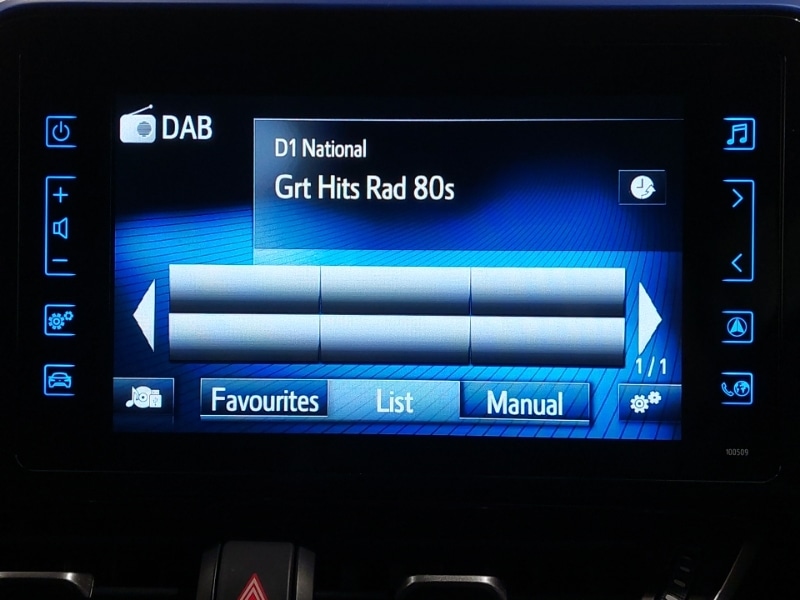 DAB
D1 National
Grt Hits Rad 80s
1/1
Favourites List Manual
100509